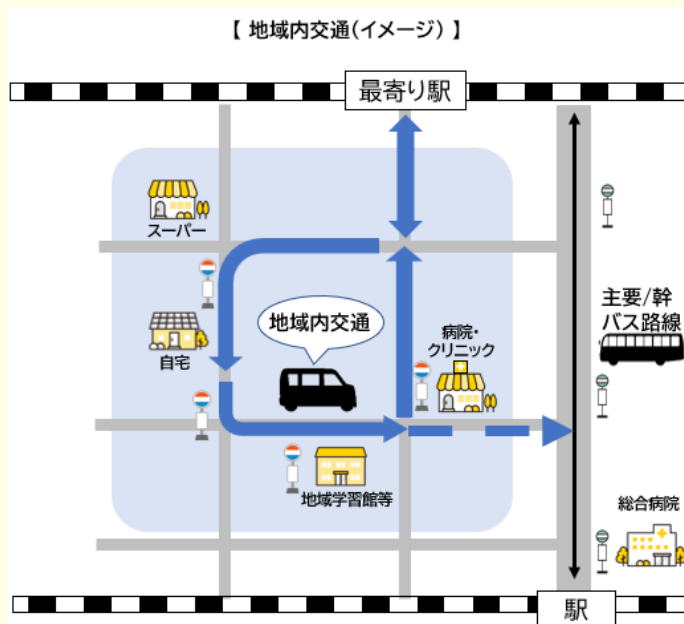 【 地域内交通(イメージ) 】
最寄り駅
スーパー
主要/幹
バス路線
地域内交通
病院・
クリニック
自宅
地域学習館等
総合病院
駅